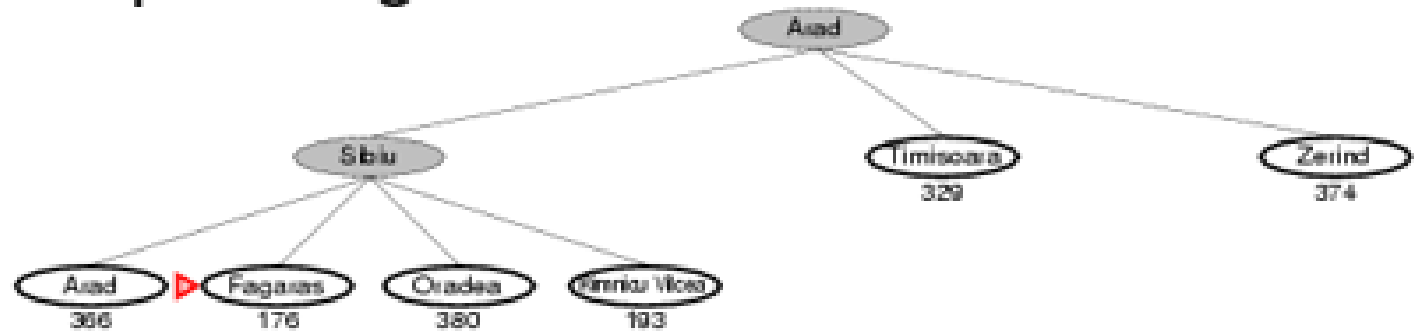 Arad
Sibiu
Timisoara
Zerind
329
374
Arad
Fagaras
Oradea
Rimnicu Vilcea
366
176
380
193